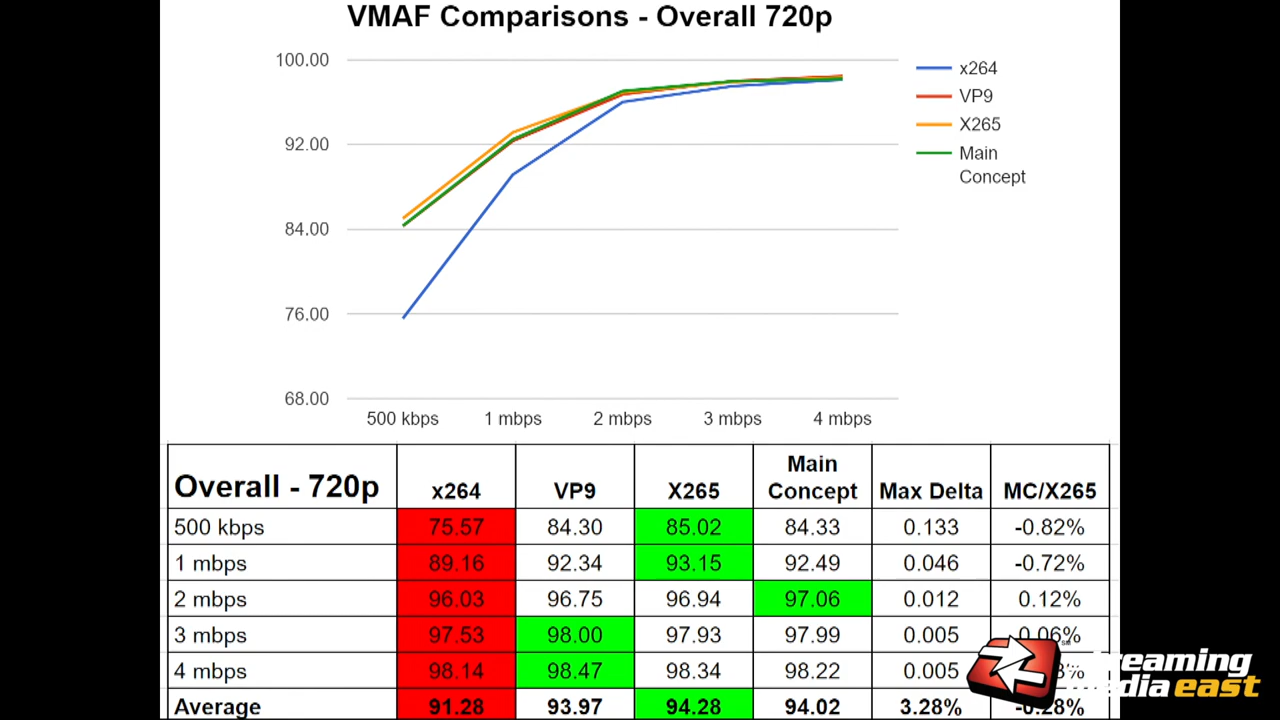 VMAF Comparisons - Overall 720p
100.00
92.00
84.00
76.00
68.00
500 kbps 1 mbps 2 mbps 3 mbps 4 mbps
x264
VP9
X265
Main
Concept
Overall - 720p x264 VP9 X265 Main Concept Max Delta MC/X265
500 kbps 75.57 84.30 85.02 84.33 0.133 -0.82%
1 mbps 89.16 92.34 93.15 92.49 0.046 -0.72%
2 mbps 96.03 96.75 96.94 97.06 0.012 0.12%
3 mbps 97.53 98.00 97.93 97.99 0.005 0.06%
4 mbps 98.14 98.47 98.34 98.22 0.005
Average 91.28 93.97 94.28 94.02 3.28% -0.28%
media east